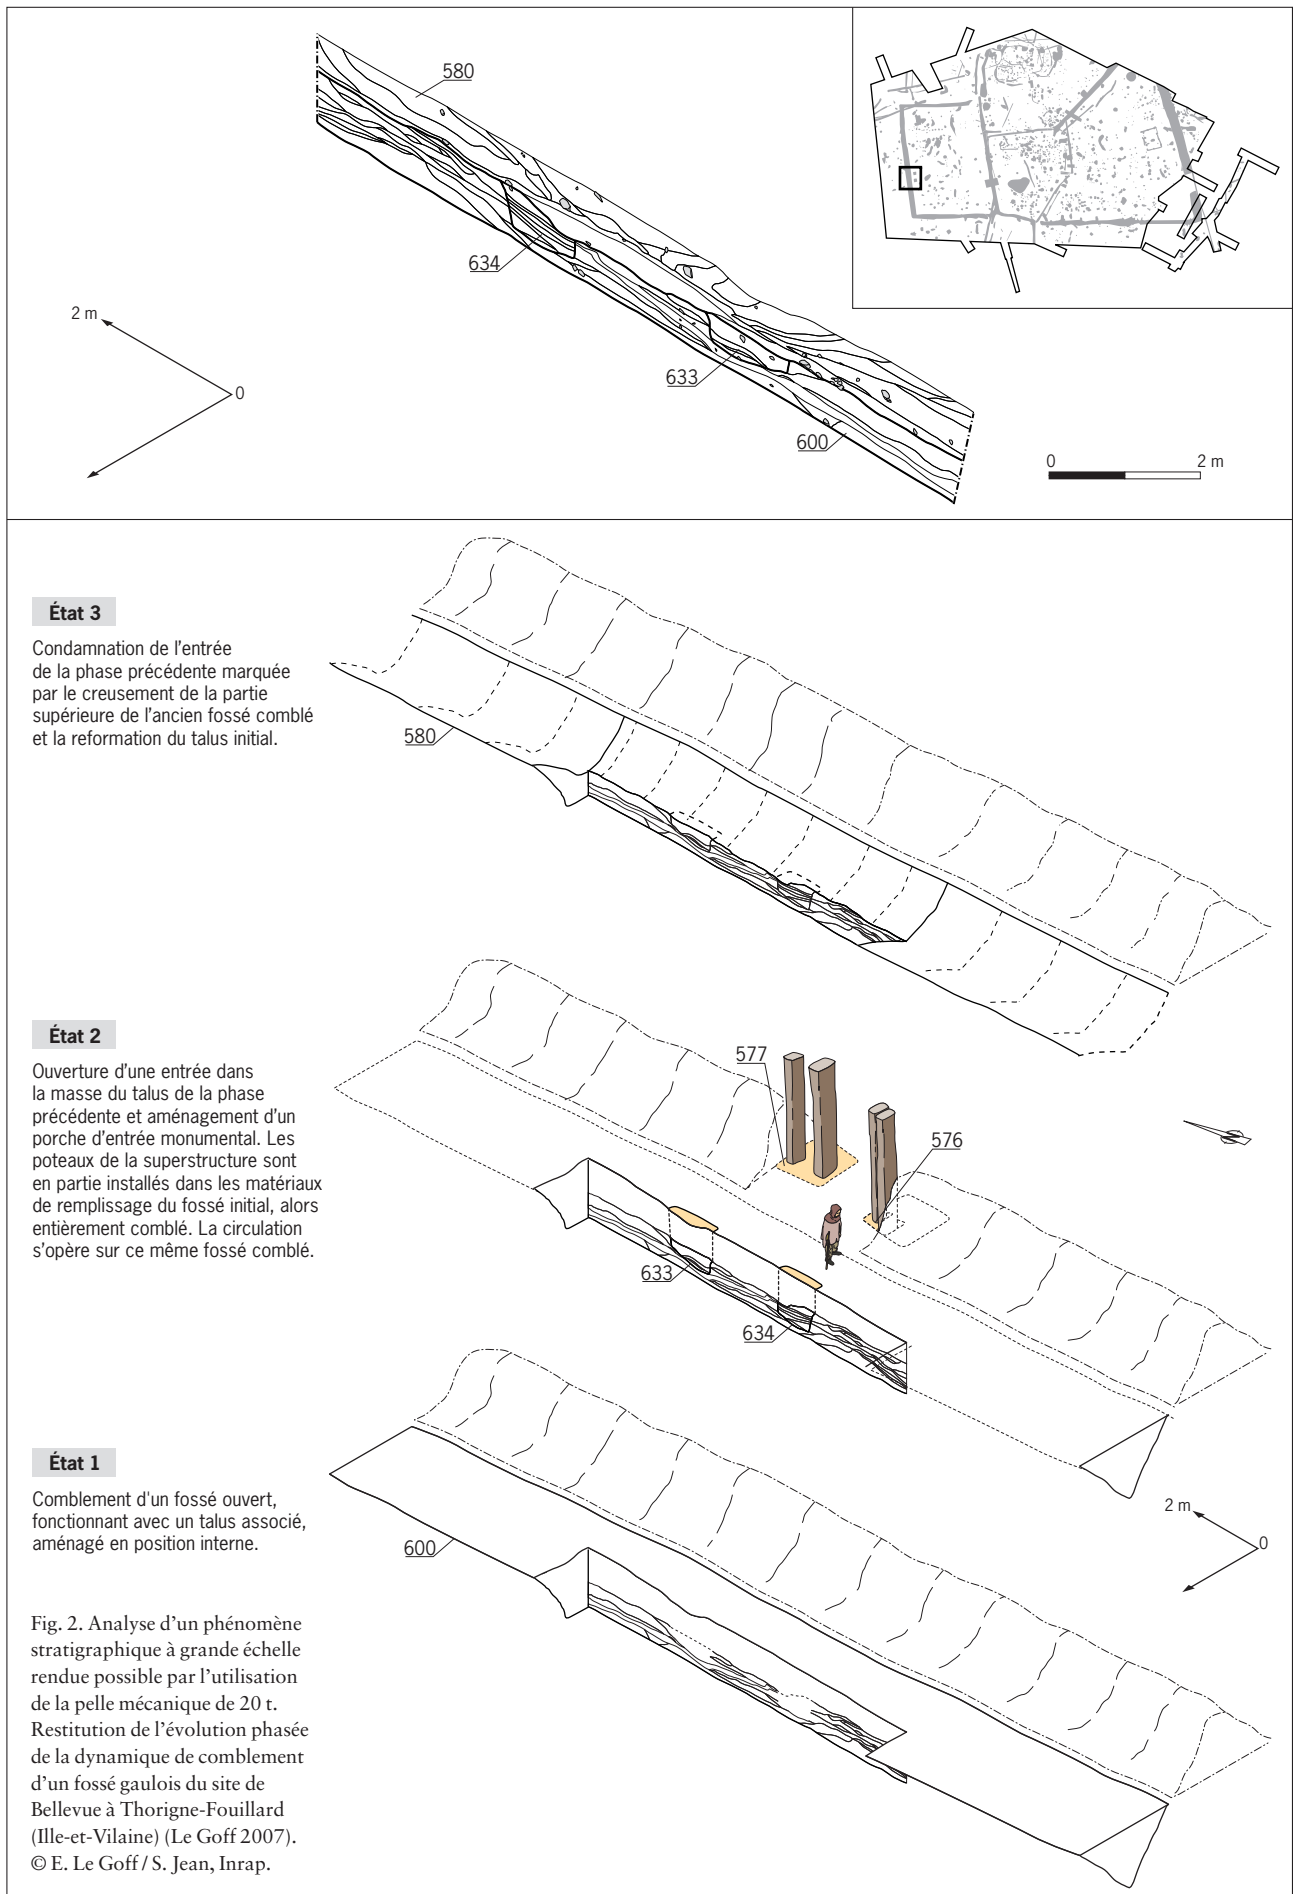 580
634
633
600
2 m
0
0 2 m
État 3
Condamnation de l'entrée
de la phase précédente marquée
par le creusement de la partie
supérieure de l'ancien fossé comblé
et la reformation du talus initial.
580
État 2
Ouverture d'une entrée dans
la masse du talus de la phase
précédente et aménagement d'un
porche d'entrée monumental. Les
poteaux de la superstructure sont
en partie installés dans les matériaux
de remplissage du fossé initial, alors
entièrement comblé. La circulation
s'opère sur ce même fossé comblé.
577
576
633
634
État 1
Comblement d'un fossé ouvert,
fonctionnant avec un talus associé,
aménagé en position interne.
600
2 m
0
Fig. 2. Analyse d'un phénomène
stratigraphique à grande échelle
rendue possible par l'utilisation
de la pelle mécanique de 20 t.
Restitution de l'évolution phasée
de la dynamique de comblement
d'un fossé gaulois du site de
Bellevue à Thorigne-Fouillard
(Ille-et-Vilaine) (Le Goff 2007).
© E. Le Goff / S. Jean, Inrap.